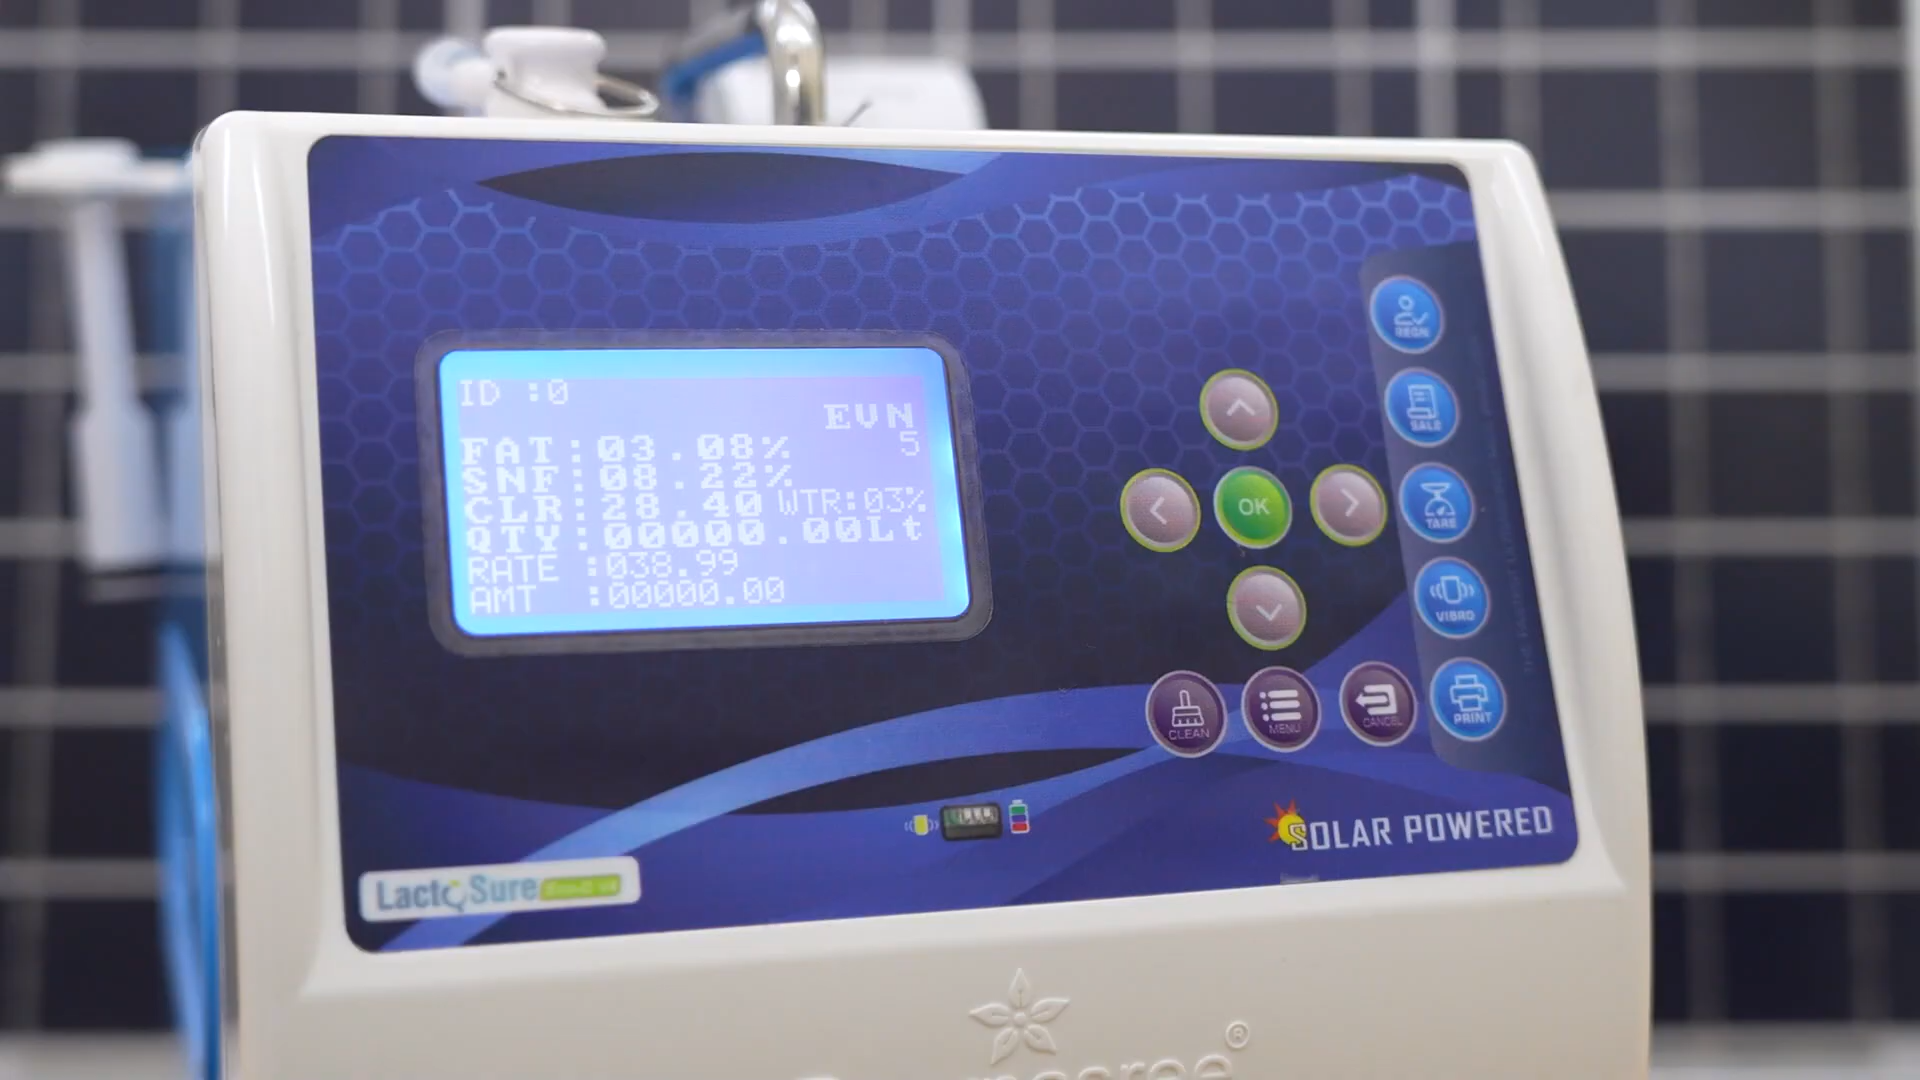 ID :0
EVN
FAT:03.08% 5
SNF:08.22%
CLR:28.40 WTR:03%
QTY:00000.00Lt
RATE :038.99
AMT :00000.00
OK
REGN
SALE
TARE
VIBRO
PRINT
CLEAN
MENU
CANCEL
SOLAR POWERED
LactoSure
®